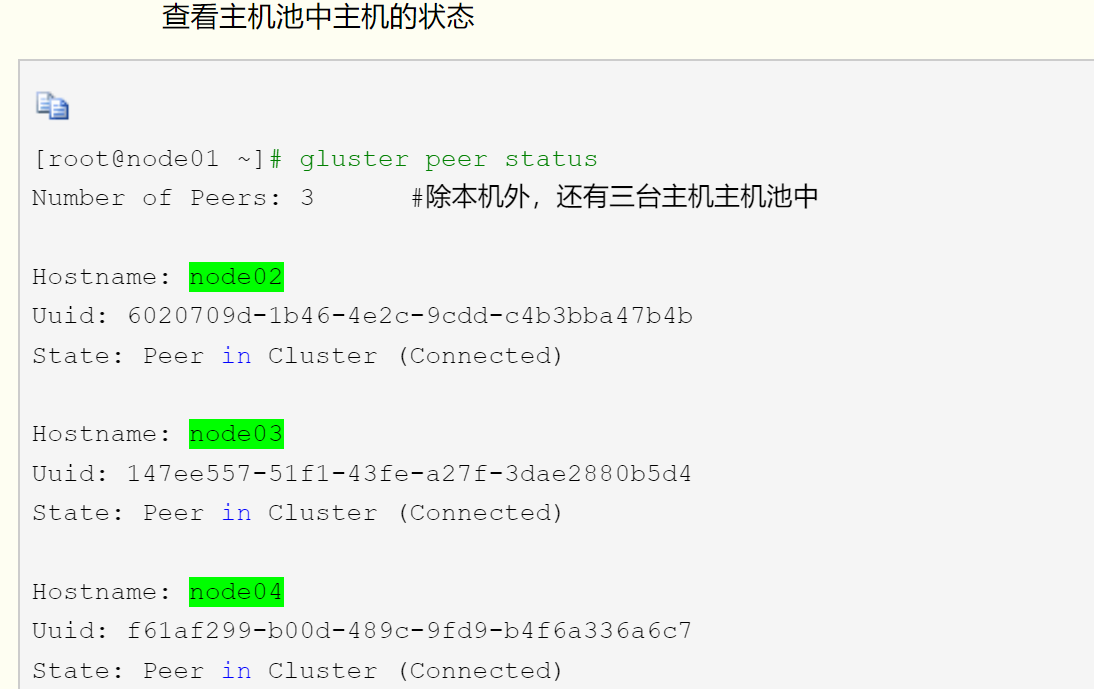 查看主机池中主机的状态
[root@node01 ~]# gluster peer status
Number of Peers: 3 #除本机外，还有三台主机主机池中
Hostname: node02
Uuid: 6020709d-1b46-4e2c-9cdd-c4b3bba47b4b
State: Peer in Cluster (Connected)
Hostname: node03
Uuid: 147ee557-51f1-43fe-a27f-3dae2880b5d4
State: Peer in Cluster (Connected)
Hostname: node04
Uuid: f61af299-b00d-489c-9fd9-b4f6a336a6c7
State: Peer in Cluster (Connected)